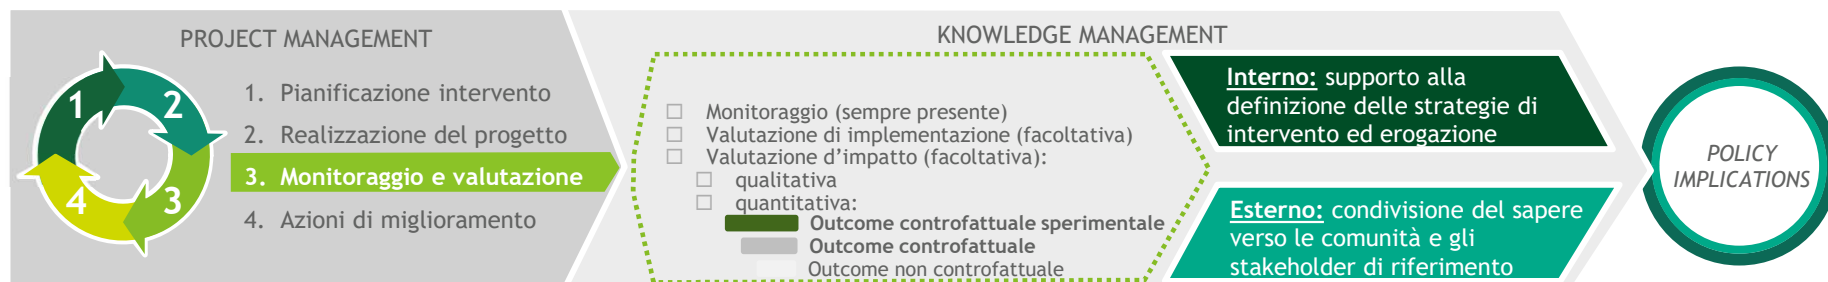 PROJECT MANAGEMENT
1
2
3
4
1. Pianificazione intervento
2. Realizzazione del progetto
3. Monitoraggio e valutazione
4. Azioni di miglioramento
KNOWLEDGE MANAGEMENT
Monitoraggio (sempre presente)
Valutazione di implementazione (facoltativa)
Valutazione d’impatto (facoltativa):
qualitativa
quantitativa:
Outcome controfattuale sperimentale
Outcome controfattuale
Outcome non controfattuale
Interno: supporto alla
definizione delle strategie di
intervento ed erogazione
Esterno: condivisione del sapere
verso le comunità e gli
stakeholder di riferimento
POLICY
IMPLICATIONS